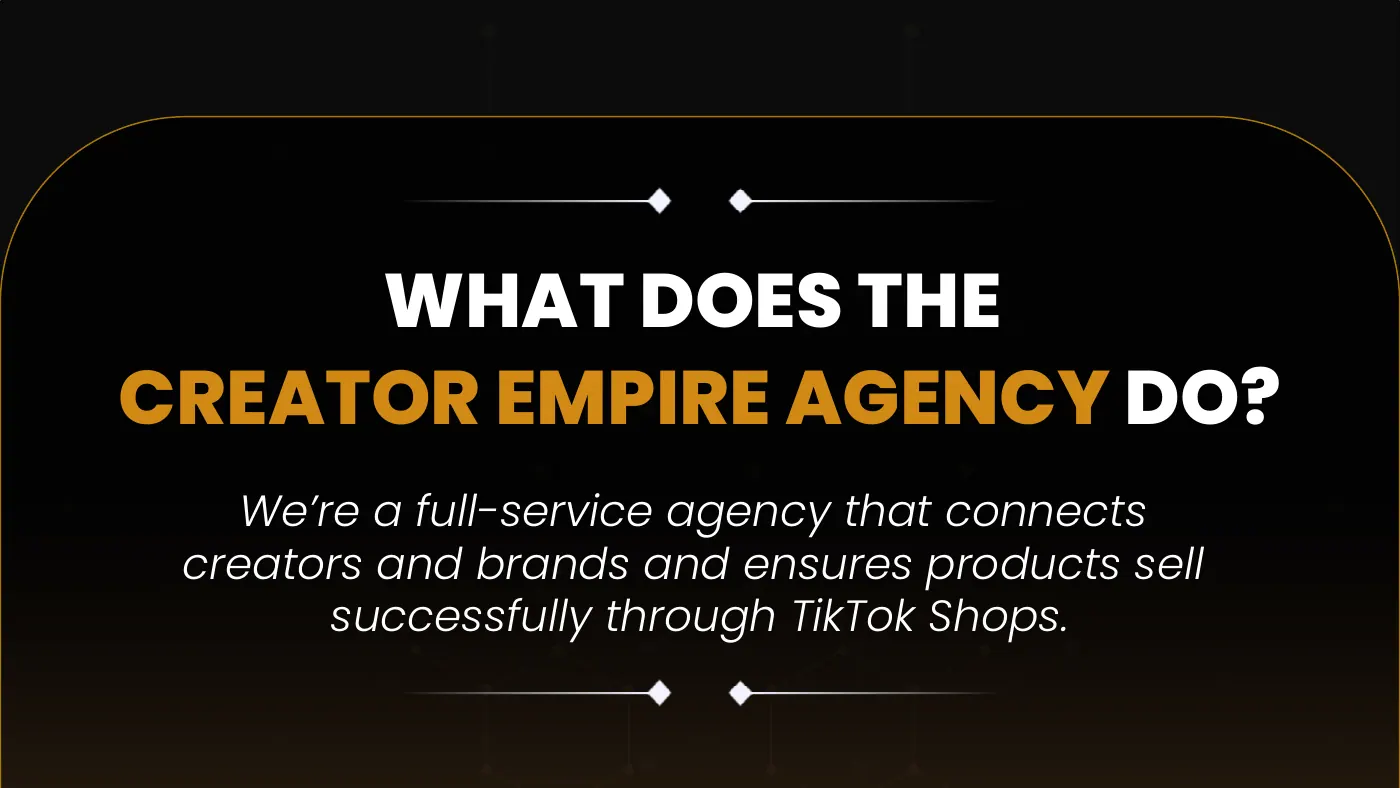 WHAT DOES THE
CREATOR EMPIRE AGENCY DO?
We’re a full-service agency that connects
creators and brands and ensures products sell
successfully through TikTok Shops.